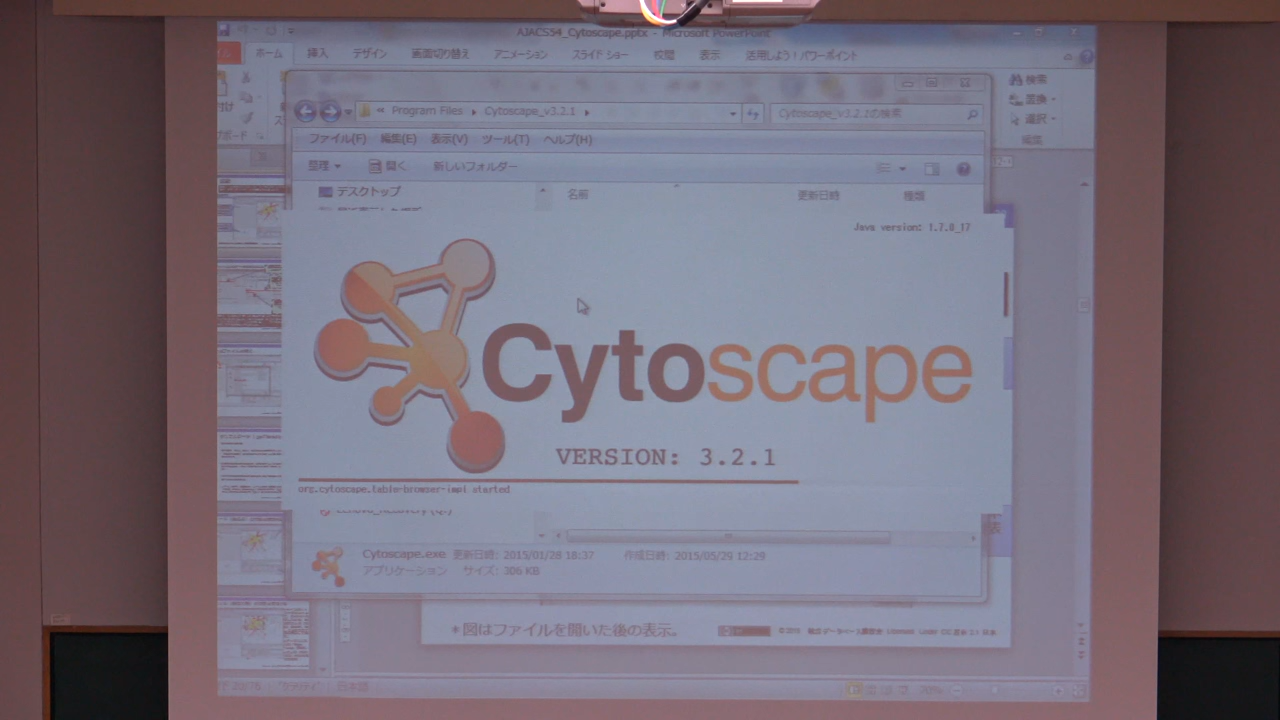 AJACS54_Cytoscape.pptx - Microsoft PowerPoint
ホーム 挿入 デザイン 画面切り替え アニメーション スライド ショー 校閲 表示 活用しよう！パワーポイント
検索
置換
選択
編集
« Program Files ▸ Cytoscape_v3.2.1 ▸ Cytoscape_v3.2.1の検索
ファイル(F) 編集(E) 表示(V) ツール(T) ヘルプ(H)
整理 開く 新しいフォルダー
デスクトップ 名前 更新日時 種類
Java version: 1.7.0_17
Cytoscape
VERSION: 3.2.1
org.cytoscape.table-browser-impl started
Lenovo_Recovery (Q:)
Cytoscape.exe 更新日時: 2015/01/28 18:37 作成日時: 2015/05/29 12:29
アプリケーション サイズ: 306 KB
*図はファイルを開いた後の表示。
日本語 70%